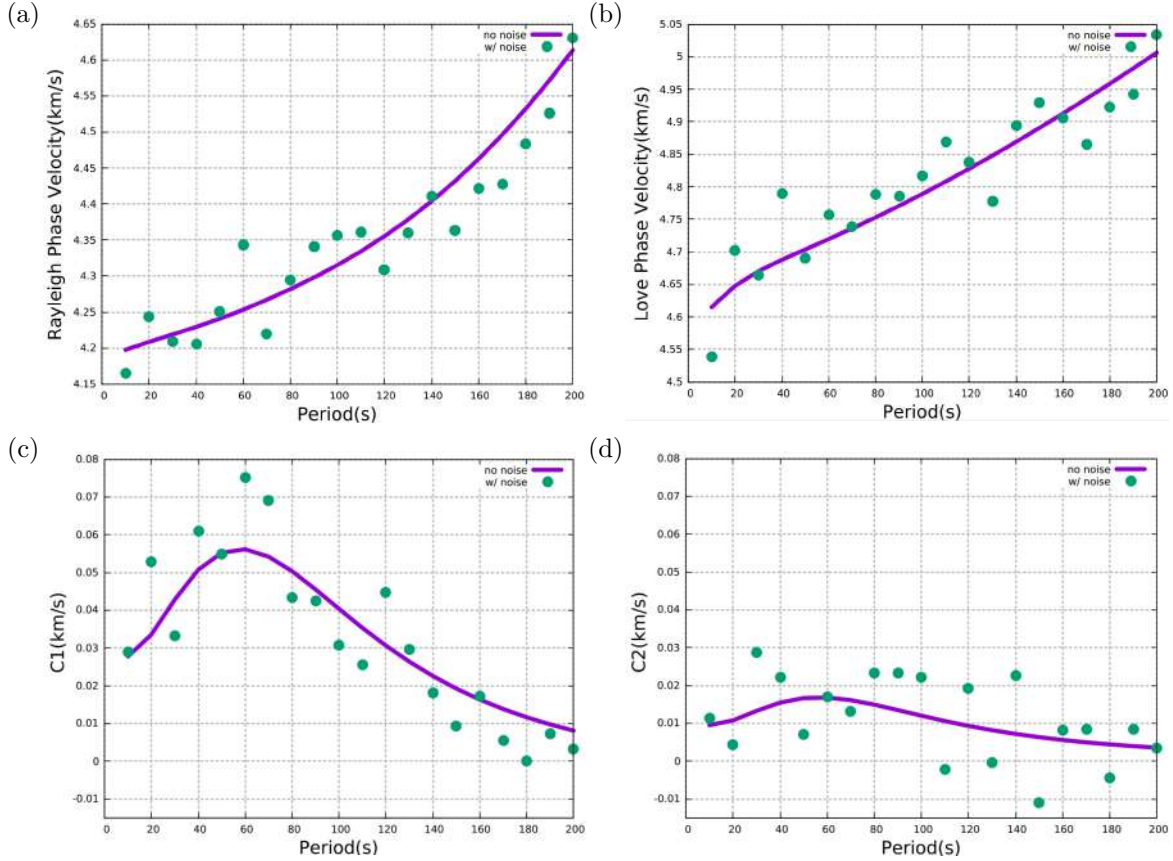 (a)
4.65
4.6
4.55
4.5
4.45
4.4
4.35
4.3
4.25
4.2
4.15
Rayleigh Phase Velocity(km/s)
no noise
w/ noise
20 40 60 80 100 120 140 160 180 200
Period(s)
(b)
5.05
5
4.95
4.9
4.85
4.8
4.75
4.7
4.65
4.6
4.55
4.5
Love Phase Velocity(km/s)
no noise
w/ noise
20 40 60 80 100 120 140 160 180 200
Period(s)
(c)
0.08
0.07
0.06
0.05
0.04
0.03
0.02
0.01
0
-0.01
C1(km/s)
no noise
w/ noise
20 40 60 80 100 120 140 160 180 200
Period(s)
(d)
0.08
0.07
0.06
0.05
0.04
0.03
0.02
0.01
0
-0.01
C2(km/s)
no noise
w/ noise
20 40 60 80 100 120 140 160 180 200
Period(s)